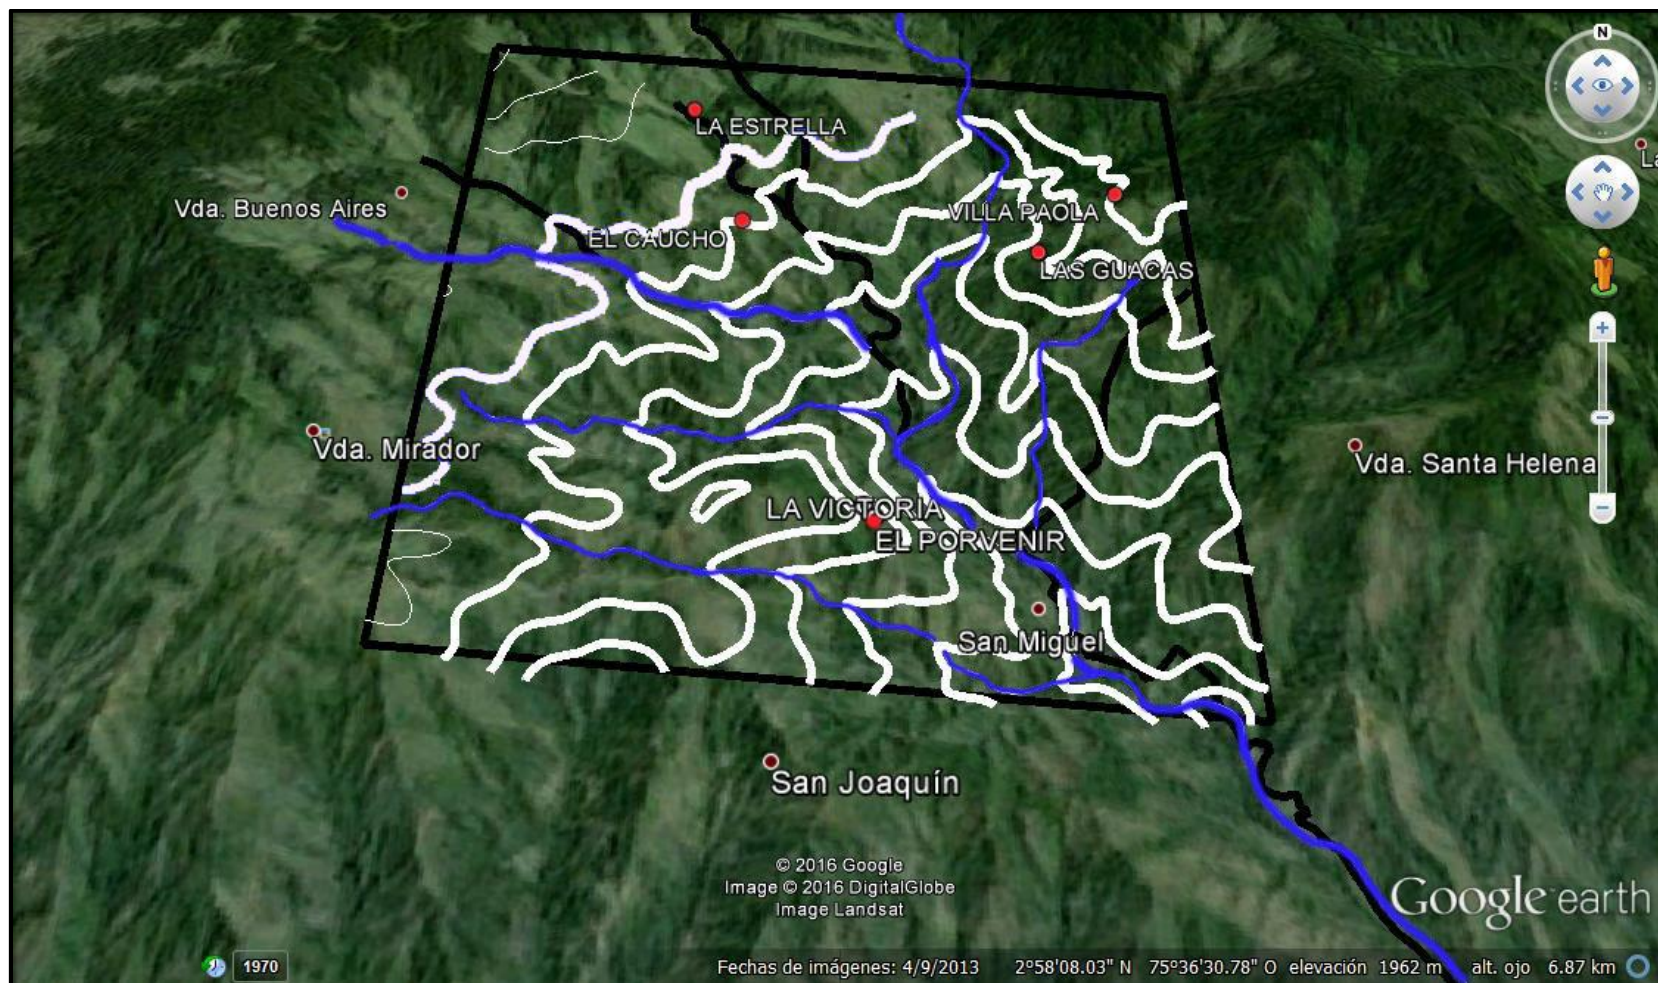 N
LA ESTRELLA
La
Vda. Buenos Aires
VILLA PAOLA
EL CAUCHO
LAS GUACAS
Vda. Mirador
Vda. Santa Helena
LA VICTORIA
EL PORVENIR
San Miguel
San Joaquín
© 2016 Google
Image © 2016 DigitalGlobe
Image Landsat
Google earth
1970
Fechas de imágenes: 4/9/2013 2°58'08.03" N 75°36'30.78" O elevación 1962 m alt. ojo 6.87 km